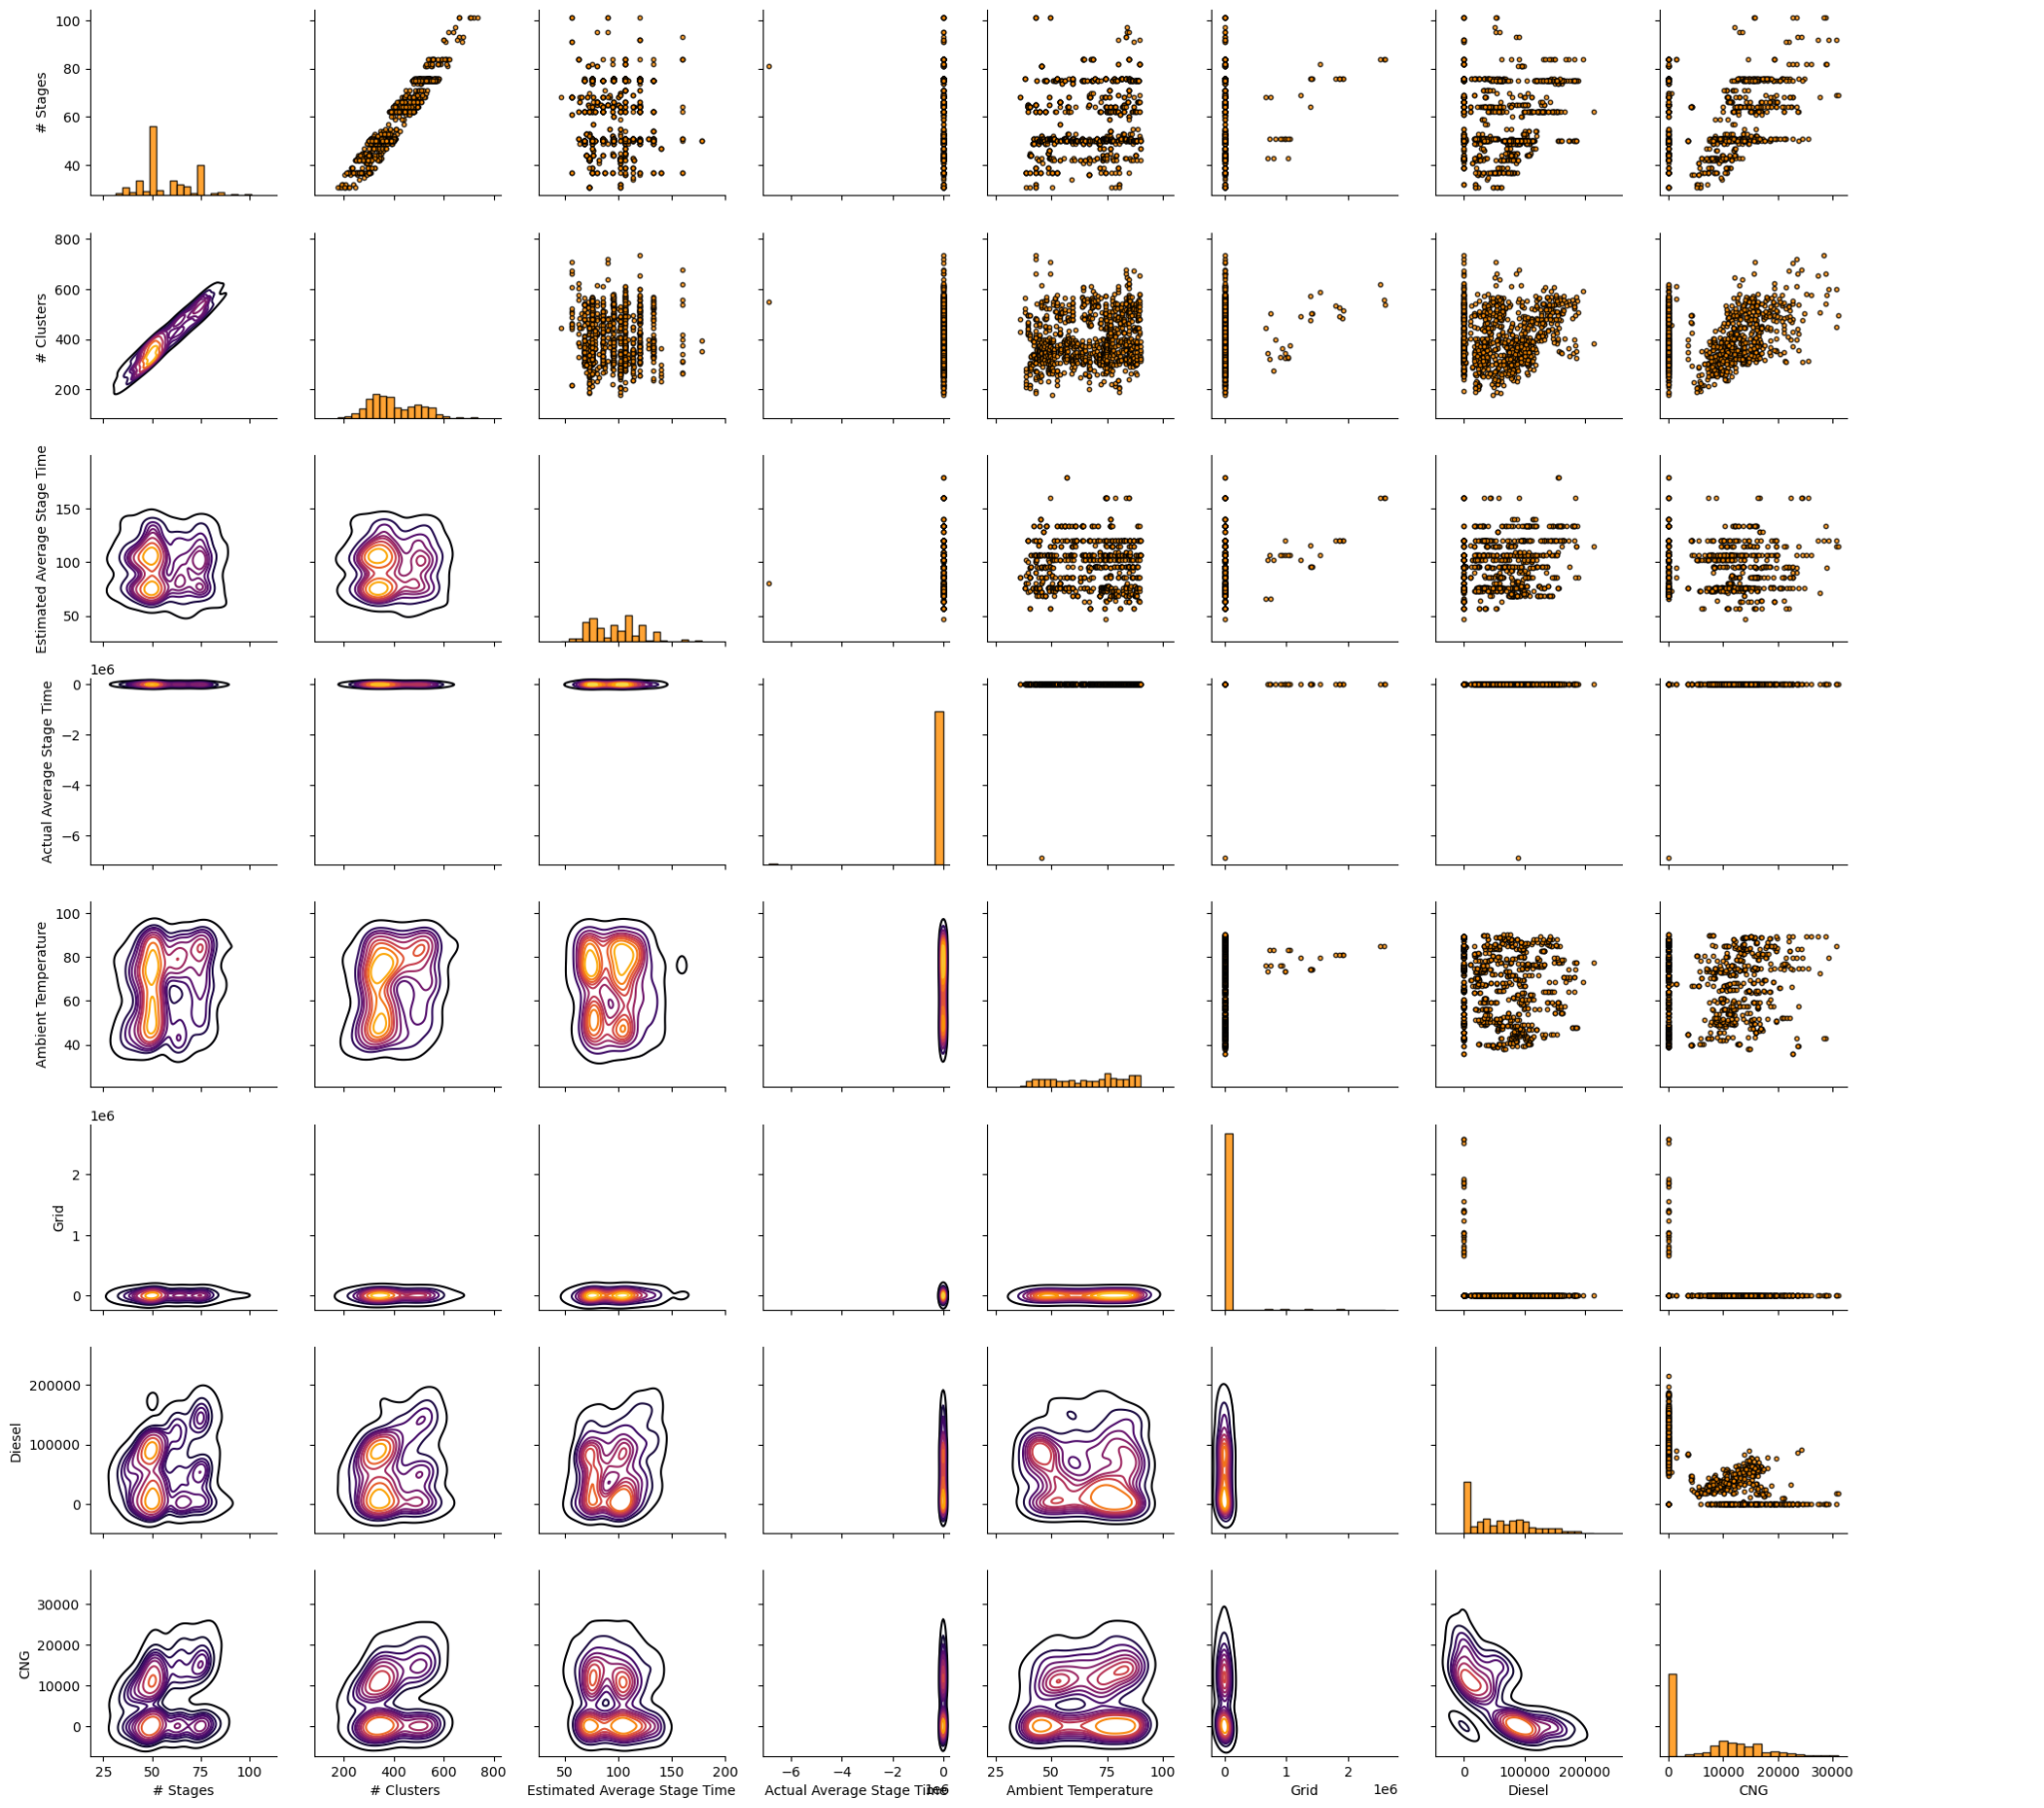 100
80
60
40
# Stages
800
600
400
200
# Clusters
150
100
50
Estimated Average Stage Time
1e6
0
−2
−4
−6
Actual Average Stage Time
100
80
60
40
Ambient Temperature
1e6
2
1
0
Grid
200000
100000
0
Diesel
30000
20000
10000
0
CNG
25 50 75 100 200 400 600 800 50 100 150 200 −6 −4 −2 0 25 50 75 100 0 1 2 0 100000 200000 0 10000 20000 30000
# Stages # Clusters Estimated Average Stage Time Actual Average Stage Time 1e6 Ambient Temperature Grid 1e6 Diesel CNG